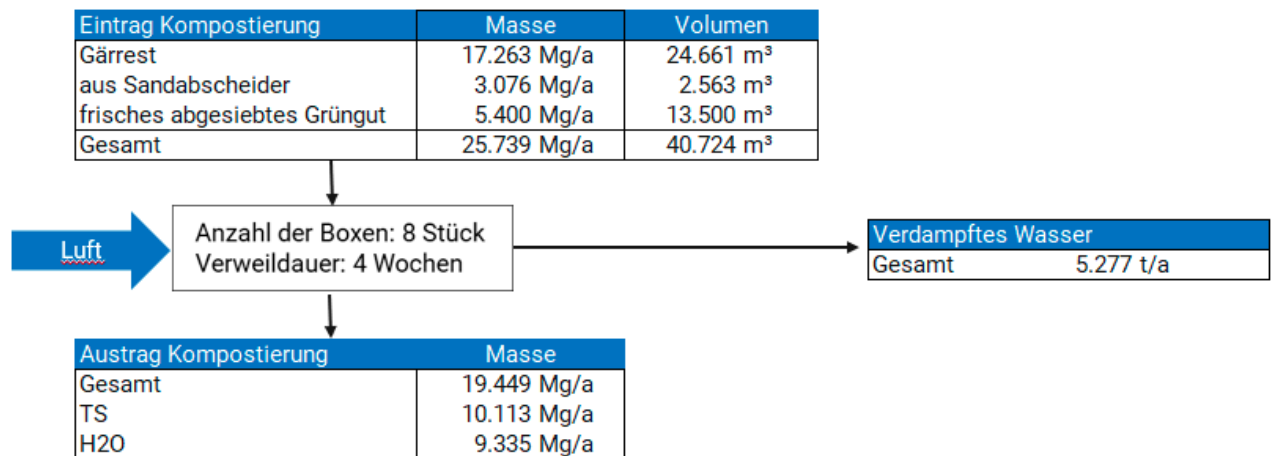 Eintrag Kompostierung Masse Volumen
Gärrest 17.263 Mg/a 24.661 m³
aus Sandabscheider 3.076 Mg/a 2.563 m³
frisches abgesiebtes Grüngut 5.400 Mg/a 13.500 m³
Gesamt 25.739 Mg/a 40.724 m³
Luft
Anzahl der Boxen: 8 Stück
Verweildauer: 4 Wochen
Verdampftes Wasser
Gesamt 5.277 t/a
Austrag Kompostierung Masse
Gesamt 19.449 Mg/a
TS 10.113 Mg/a
H2O 9.335 Mg/a